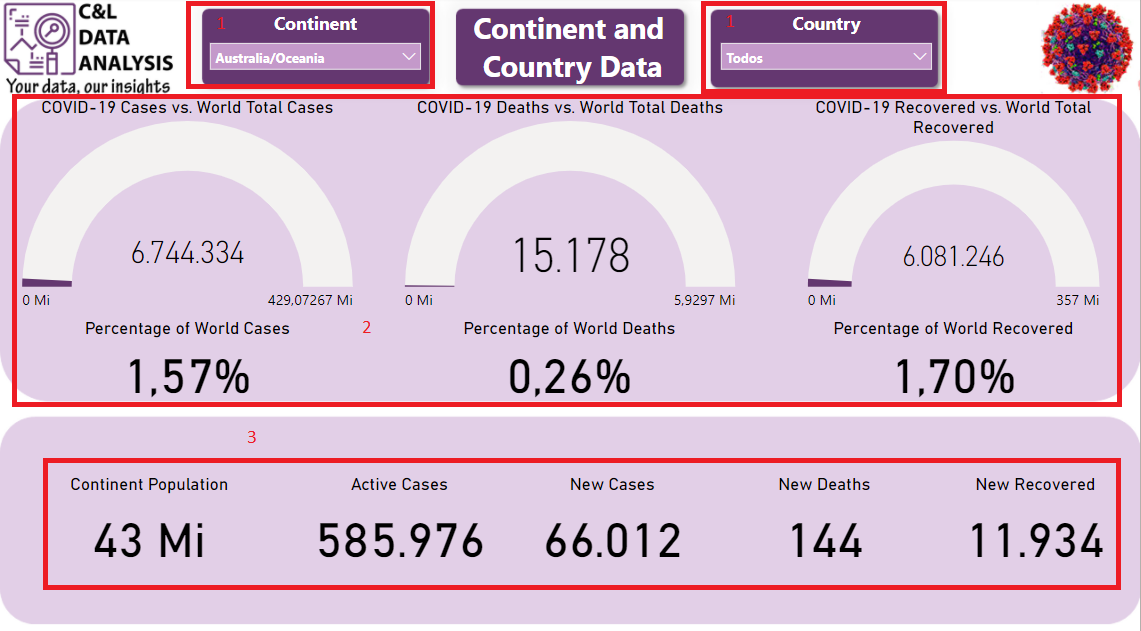 C&L
DATA
ANALYSIS
Your data, our insights
1
Continent
Australia/Oceania
Continent and
Country Data
1
Country
Todos
COVID-19 Cases vs. World Total Cases
6.744.334
0 Mi
429,07267 Mi
Percentage of World Cases
1,57%
COVID-19 Deaths vs. World Total Deaths
15.178
0 Mi
5,9297 Mi
Percentage of World Deaths
0,26%
COVID-19 Recovered vs. World Total
Recovered
6.081.246
0 Mi
357 Mi
Percentage of World Recovered
1,70%
2
3
Continent Population
43 Mi
Active Cases
585.976
New Cases
66.012
New Deaths
144
New Recovered
11.934